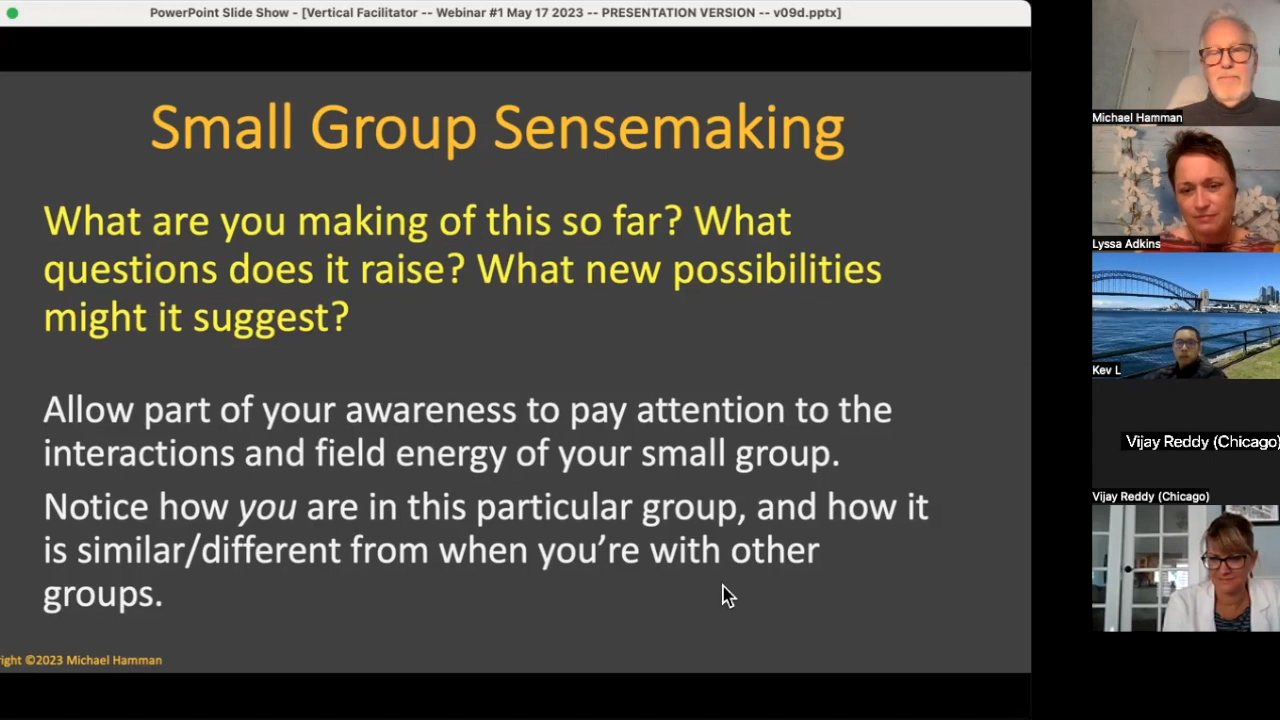 PowerPoint Slide Show - [Vertical Facilitator -- Webinar #1 May 17 2023 -- PRESENTATION VERSION -- v09d.pptx]
Small Group Sensemaking
What are you making of this so far? What
questions does it raise? What new possibilities
might it suggest?
Allow part of your awareness to pay attention to the
interactions and field energy of your small group.
Notice how you are in this particular group, and how it
is similar/different from when you’re with other
groups.
right ©2023 Michael Hamman
Michael Hamman
Lyssa Adkins
Kev L
Vijay Reddy (Chicago)
Vijay Reddy (Chicago)